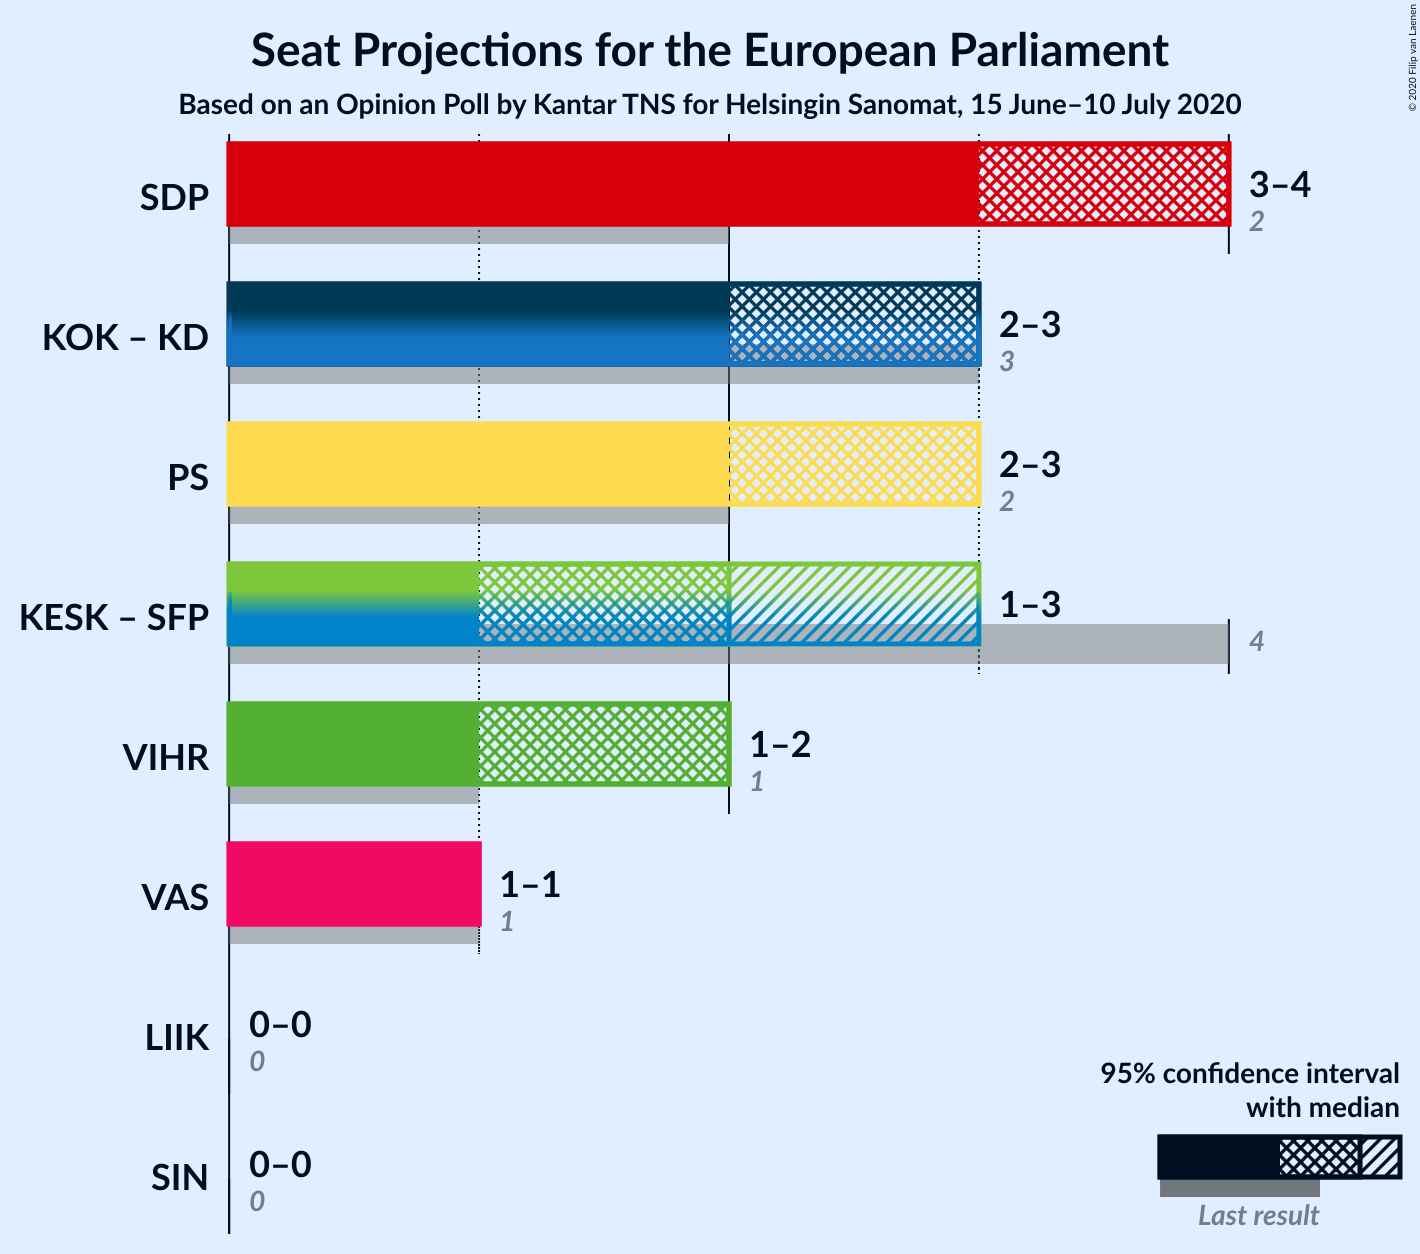 Seat Projections for the European Parliament
Based on an Opinion Poll by Kantar TNS for Helsingin Sanomat, 15 June–10 July 2020
© 2020 Filip van Laenen
SDP
3–4
2
KOK – KD
2–3
3
PS
2–3
2
KESK – SFP
1–3
4
VIHR
1–2
1
VAS
1–1
1
LIIK
0–0
0
SIN
0–0
0
95% confidence interval
with median
Last result